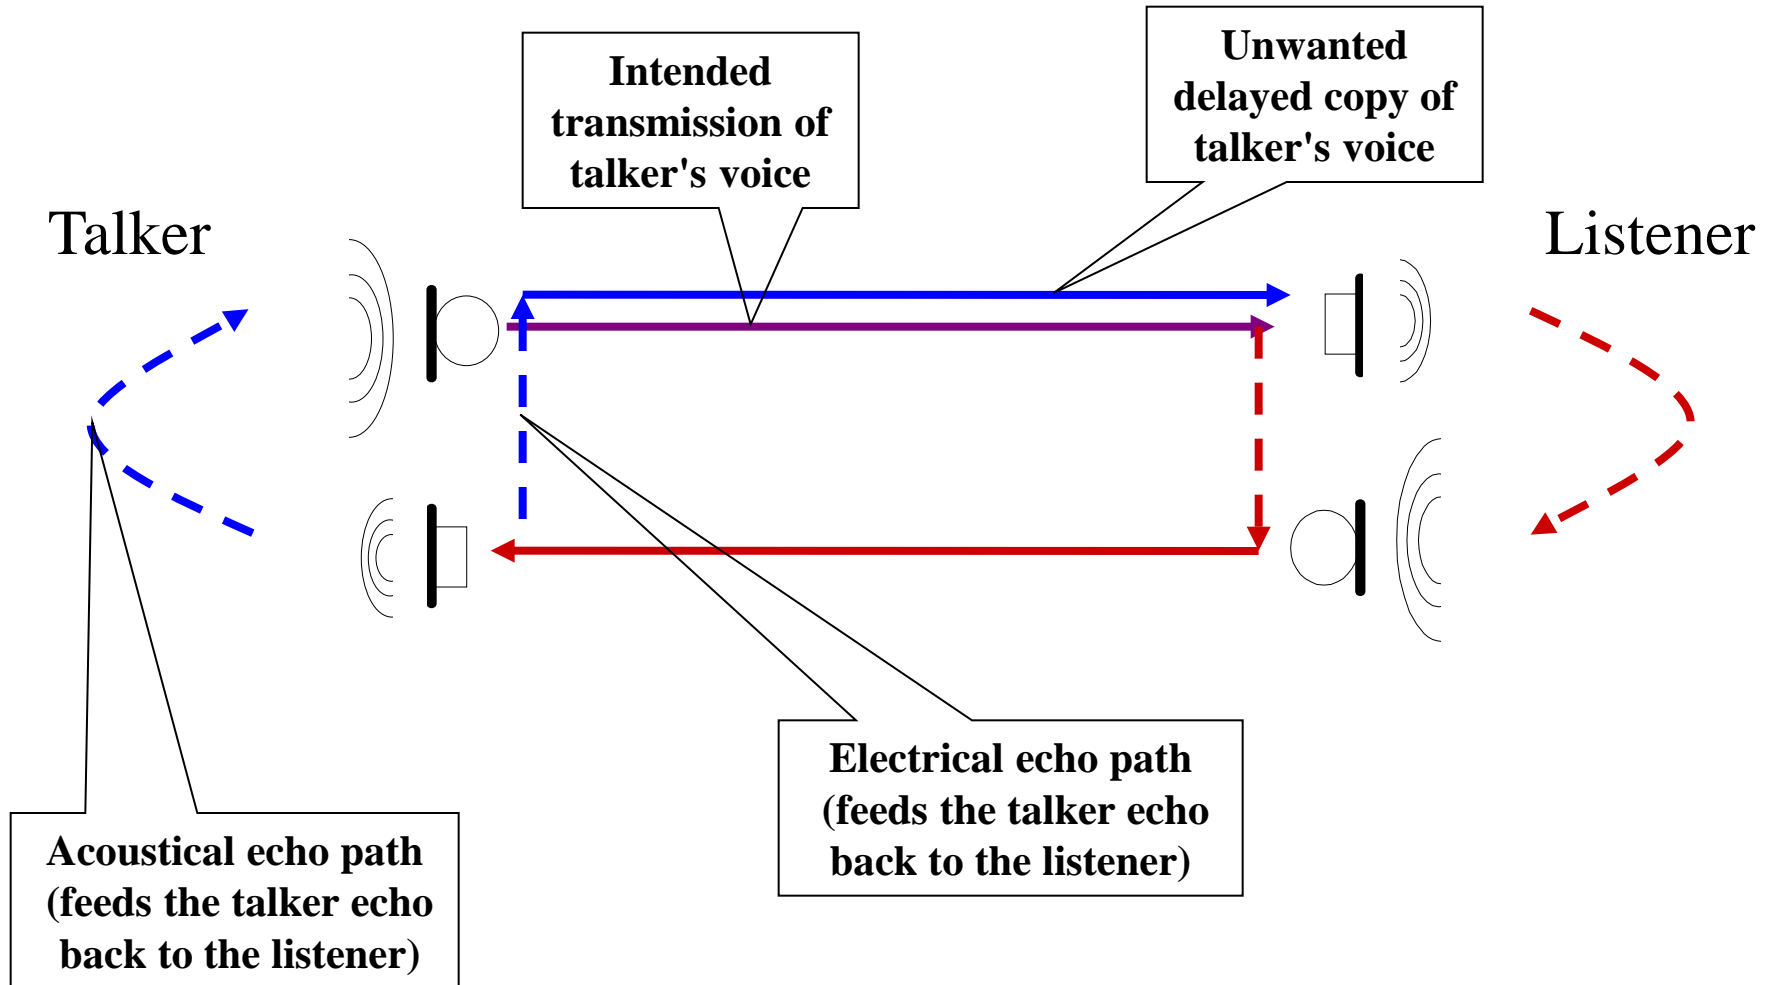 Intended
transmission of
talker's voice
Unwanted
delayed copy of
talker's voice
Talker
Listener
Electrical echo path
(feeds the talker echo
back to the listener)
Acoustical echo path
(feeds the talker echo
back to the listener)